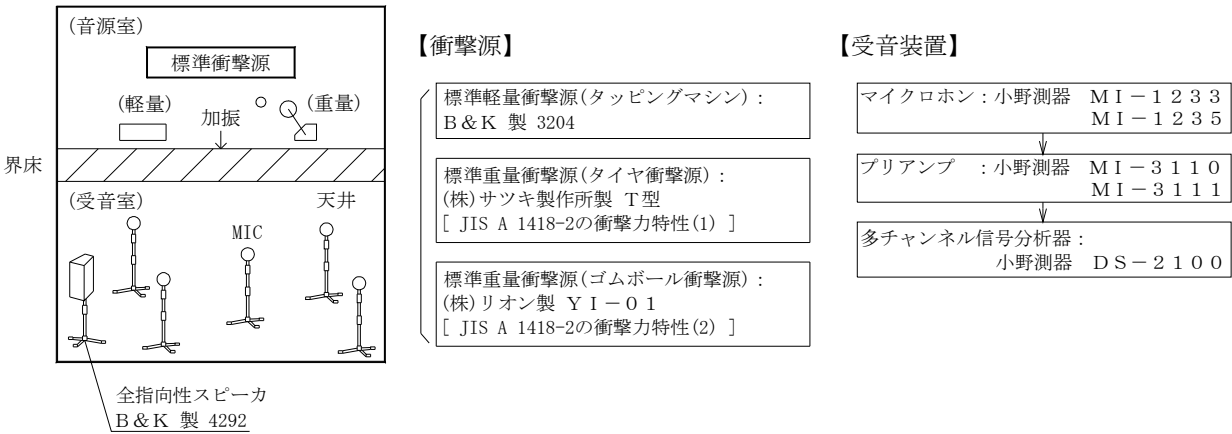 (音源室)
標準衝撃源
(軽量)
(重量)
加振
界床
(受音室)
天井
MIC
全指向性スピーカ
B&K 製 4292
【衝撃源】
標準軽量衝撃源(タッピングマシン)：
B&K 製 3204
標準重量衝撃源(タイヤ衝撃源)：
(株)サツキ製作所製 T型
[ JIS A 1418-2の衝撃力特性(1) ]
標準重量衝撃源(ゴムボール衝撃源)：
(株)リオン製 YI－01
[ JIS A 1418-2の衝撃力特性(2) ]
【受音装置】
マイクロホン：小野測器 MI－1233
MI－1235
プリアンプ ：小野測器 MI－3110
MI－3111
多チャンネル信号分析器：
小野測器 DS－2100